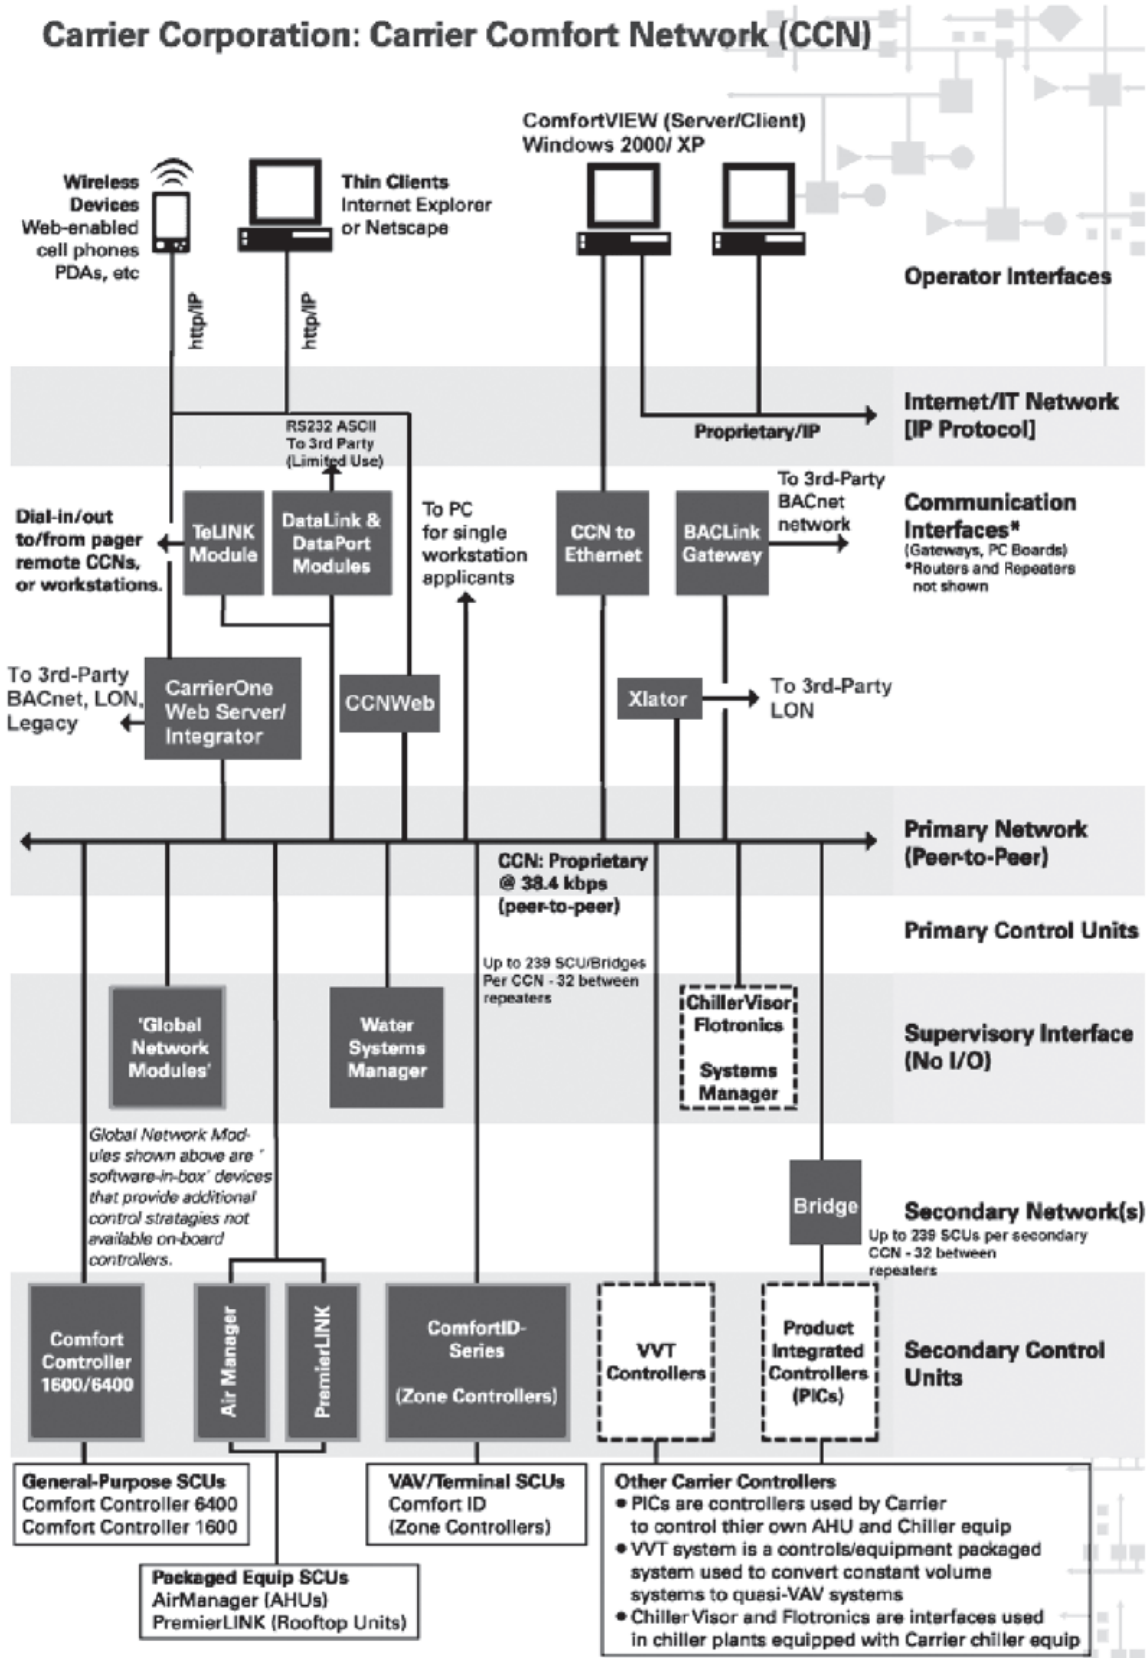 Carrier Corporation: Carrier Comfort Network (CCN)
ComfortVIEW (Server/Client)
Windows 2000/ XP
Wireless
Devices
Web-enabled
cell phones
PDAs, etc
Thin Clients
Internet Explorer
or Netscape
Operator Interfaces
http/IP
http/IP
Internet/IT Network
[IP Protocol]
Proprietary/IP
RS232 ASCII
To 3rd Party
(Limited Use)
Dial-in/out
to/from pager
remote CCNs,
or workstations.
TeLINK
Module
DataLink &
DataPort
Modules
To PC
for single
workstation
applicants
CCN to
Ethernet
BACLink
Gateway
To 3rd-Party
BACnet
network
Communication
Interfaces*
(Gateways, PC Boards)
*Routers and Repeaters
not shown
To 3rd-Party
BACnet, LON,
Legacy
CarrierOne
Web Server/
Integrator
CCNWeb
Xlator
To 3rd-Party
LON
Primary Network
(Peer-to-Peer)
CCN: Proprietary
@ 38.4 kbps
(peer-to-peer)
Primary Control Units
Up to 239 SCU/Bridges
Per CCN - 32 between
repeaters
'Global
Network
Modules'
Water
Systems
Manager
ChillerVisor
Flotronics
Systems
Manager
Supervisory Interface
(No I/O)
Global Network Mod-
ules shown above are '
software-in-box' devices
that provide additional
control stratagies not
available on-board
controllers.
Bridge
Secondary Network(s)
Up to 239 SCUs per secondary
CCN - 32 between
repeaters
Comfort
Controller
1600/6400
Air Manager
PremierLINK
ComfortID-
Series
(Zone Controllers)
VVT
Controllers
Product
Integrated
Controllers
(PICs)
Secondary Control
Units
General-Purpose SCUs
Comfort Controller 6400
Comfort Controller 1600
VAV/Terminal SCUs
Comfort ID
(Zone Controllers)
Packaged Equip SCUs
AirManager (AHUs)
PremierLINK (Rooftop Units)
Other Carrier Controllers
• PICs are controllers used by Carrier
to control thier own AHU and Chiller equip
• VVT system is a controls/equipment packaged
system used to convert constant volume
systems to quasi-VAV systems
• Chiller Visor and Flotronics are interfaces used
in chiller plants equipped with Carrier chiller equip